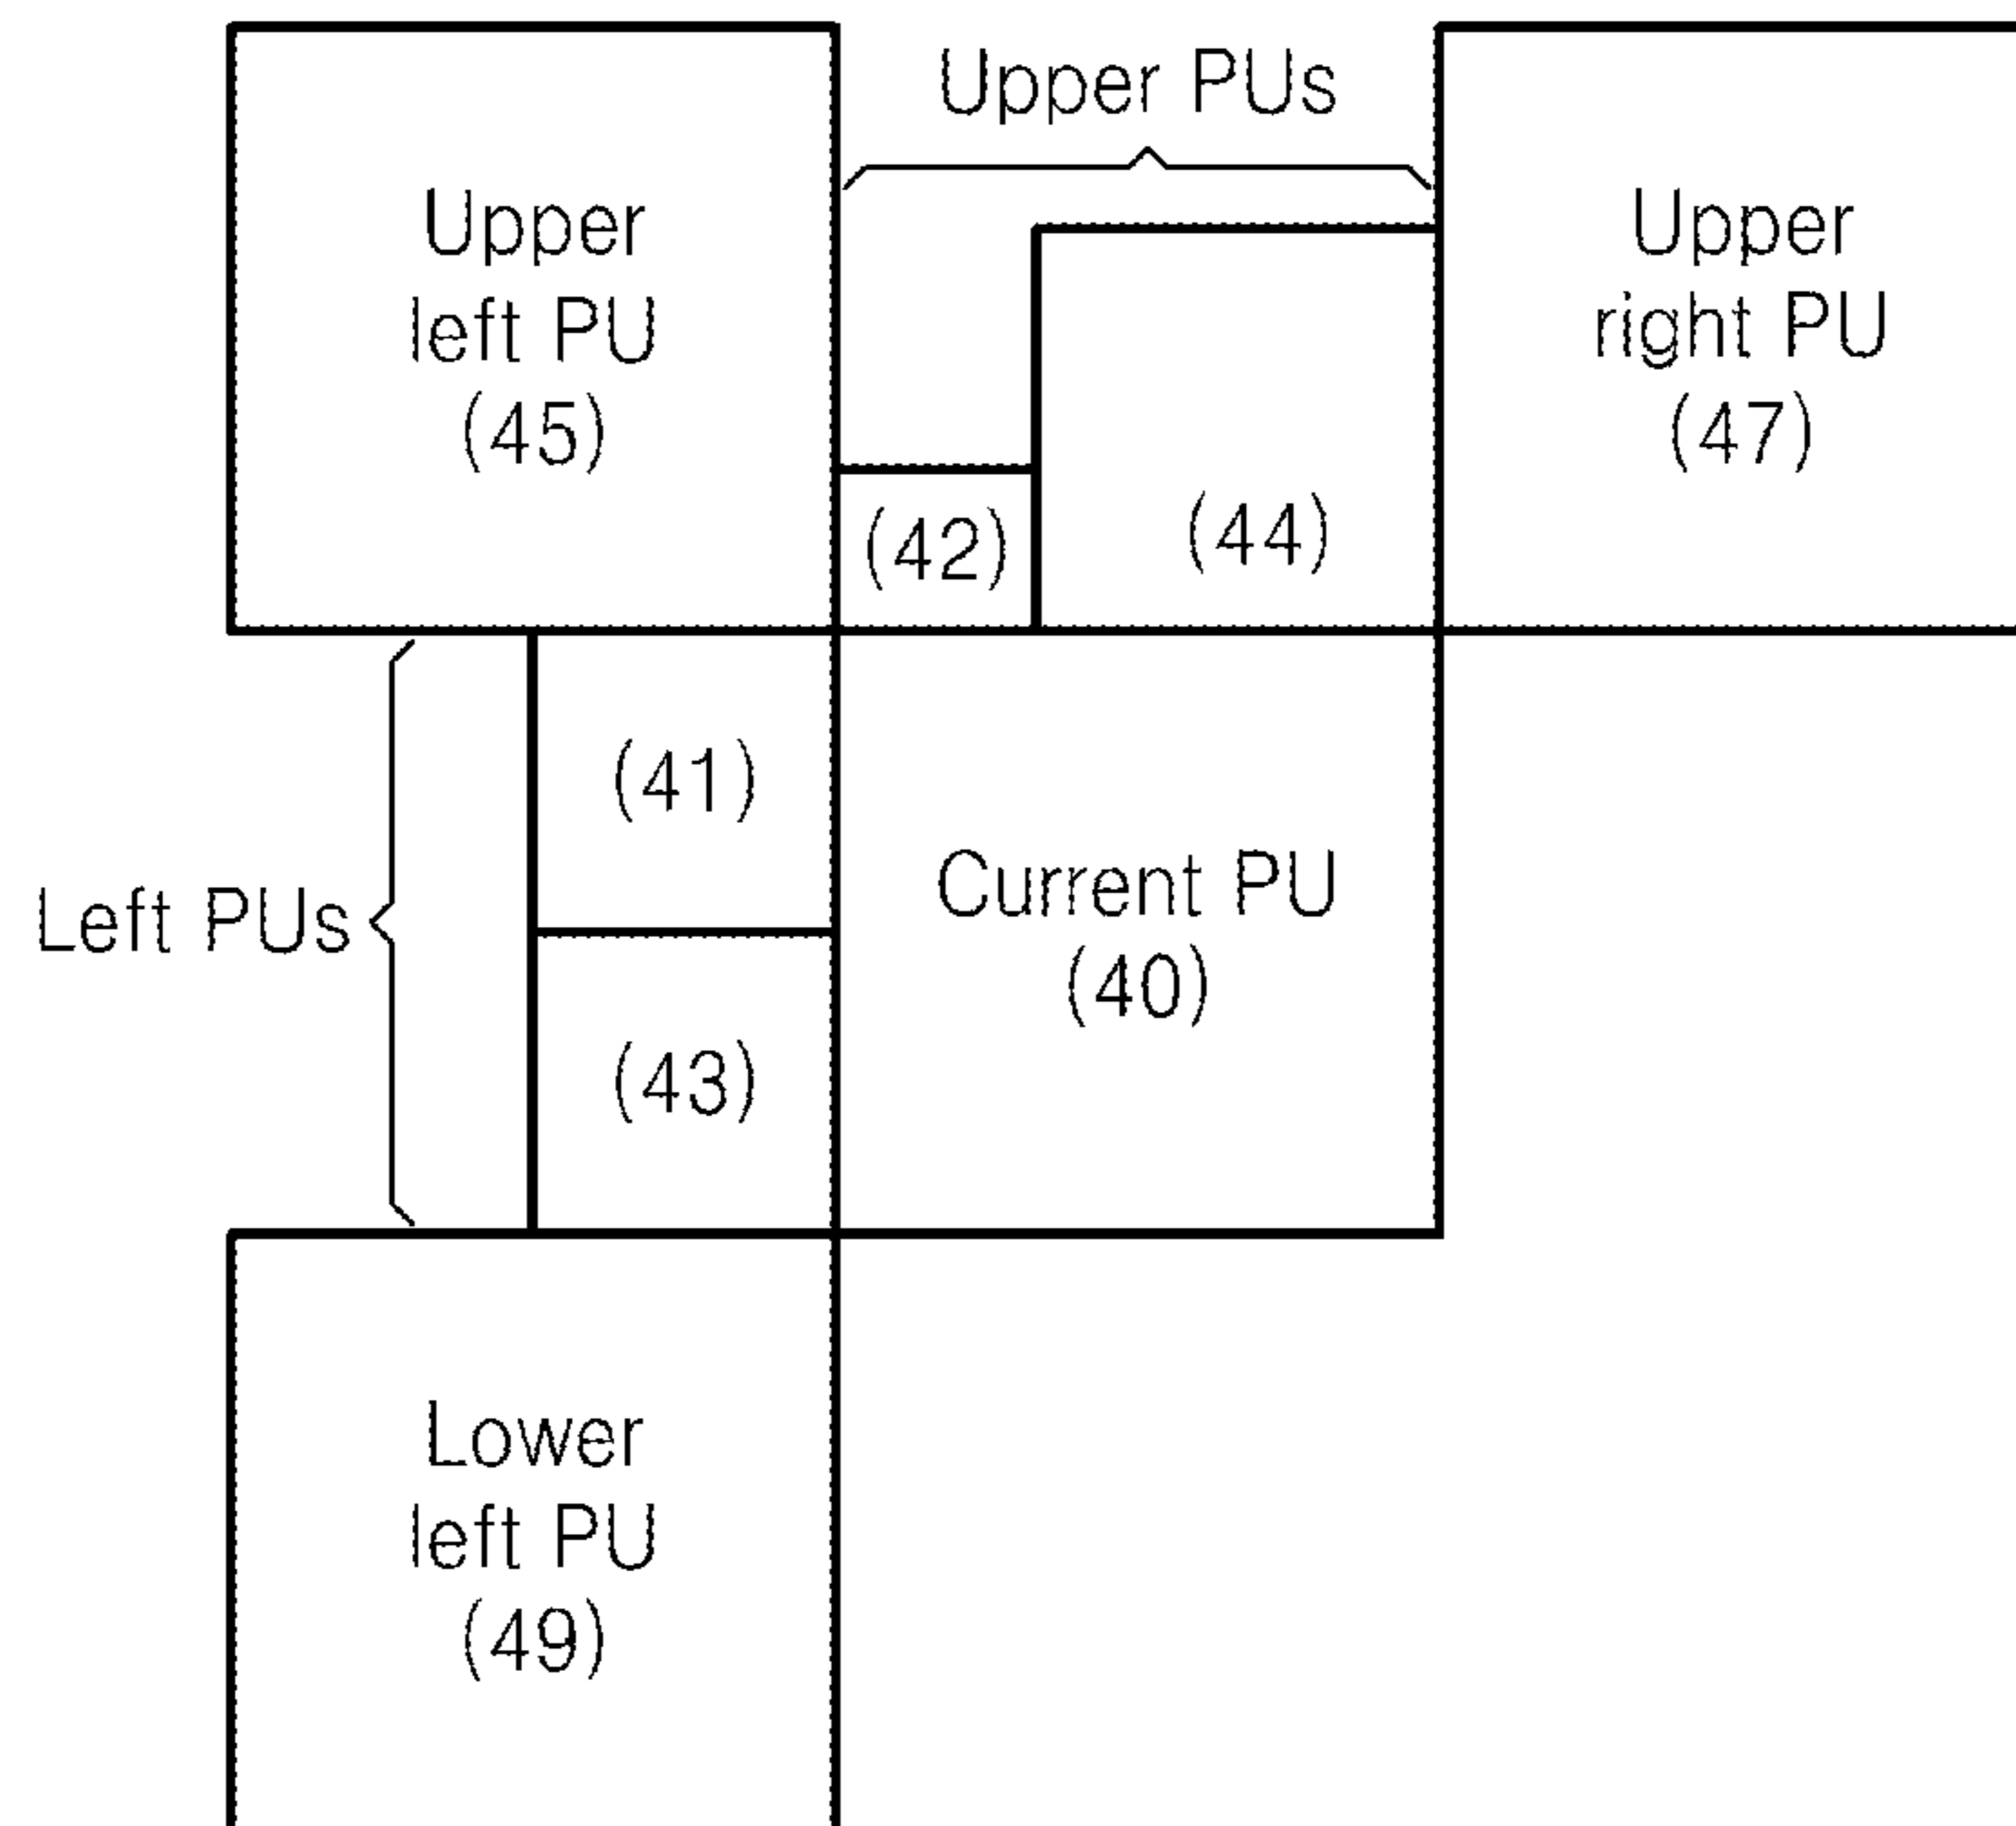 Upper PUs
Upper
left PU
(45)
Upper
right PU
(47)
(42)
(44)
(41)
Left PUs
Current PU
(40)
(43)
Lower
left PU
(49)